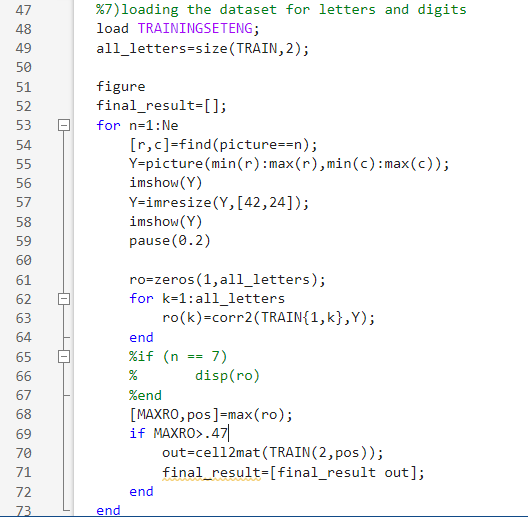 47 %7)loading the dataset for letters and digits
48 load TRAININGSETENG;
49 all_letters=size(TRAIN,2);
50
51 figure
52 final_result=[];
53 for n=1:Ne
54 [r,c]=find(picture==n);
55 Y=picture(min(r):max(r),min(c):max(c));
56 imshow(Y)
57 Y=imresize(Y,[42,24]);
58 imshow(Y)
59 pause(0.2)
60
61 ro=zeros(1,all_letters);
62 for k=1:all_letters
63 ro(k)=corr2(TRAIN{1,k},Y);
64 end
65 %if (n == 7)
66 % disp(ro)
67 %end
68 [MAXRO,pos]=max(ro);
69 if MAXRO>.47
70 out=cell2mat(TRAIN(2,pos));
71 final_result=[final_result out];
72 end
73 end